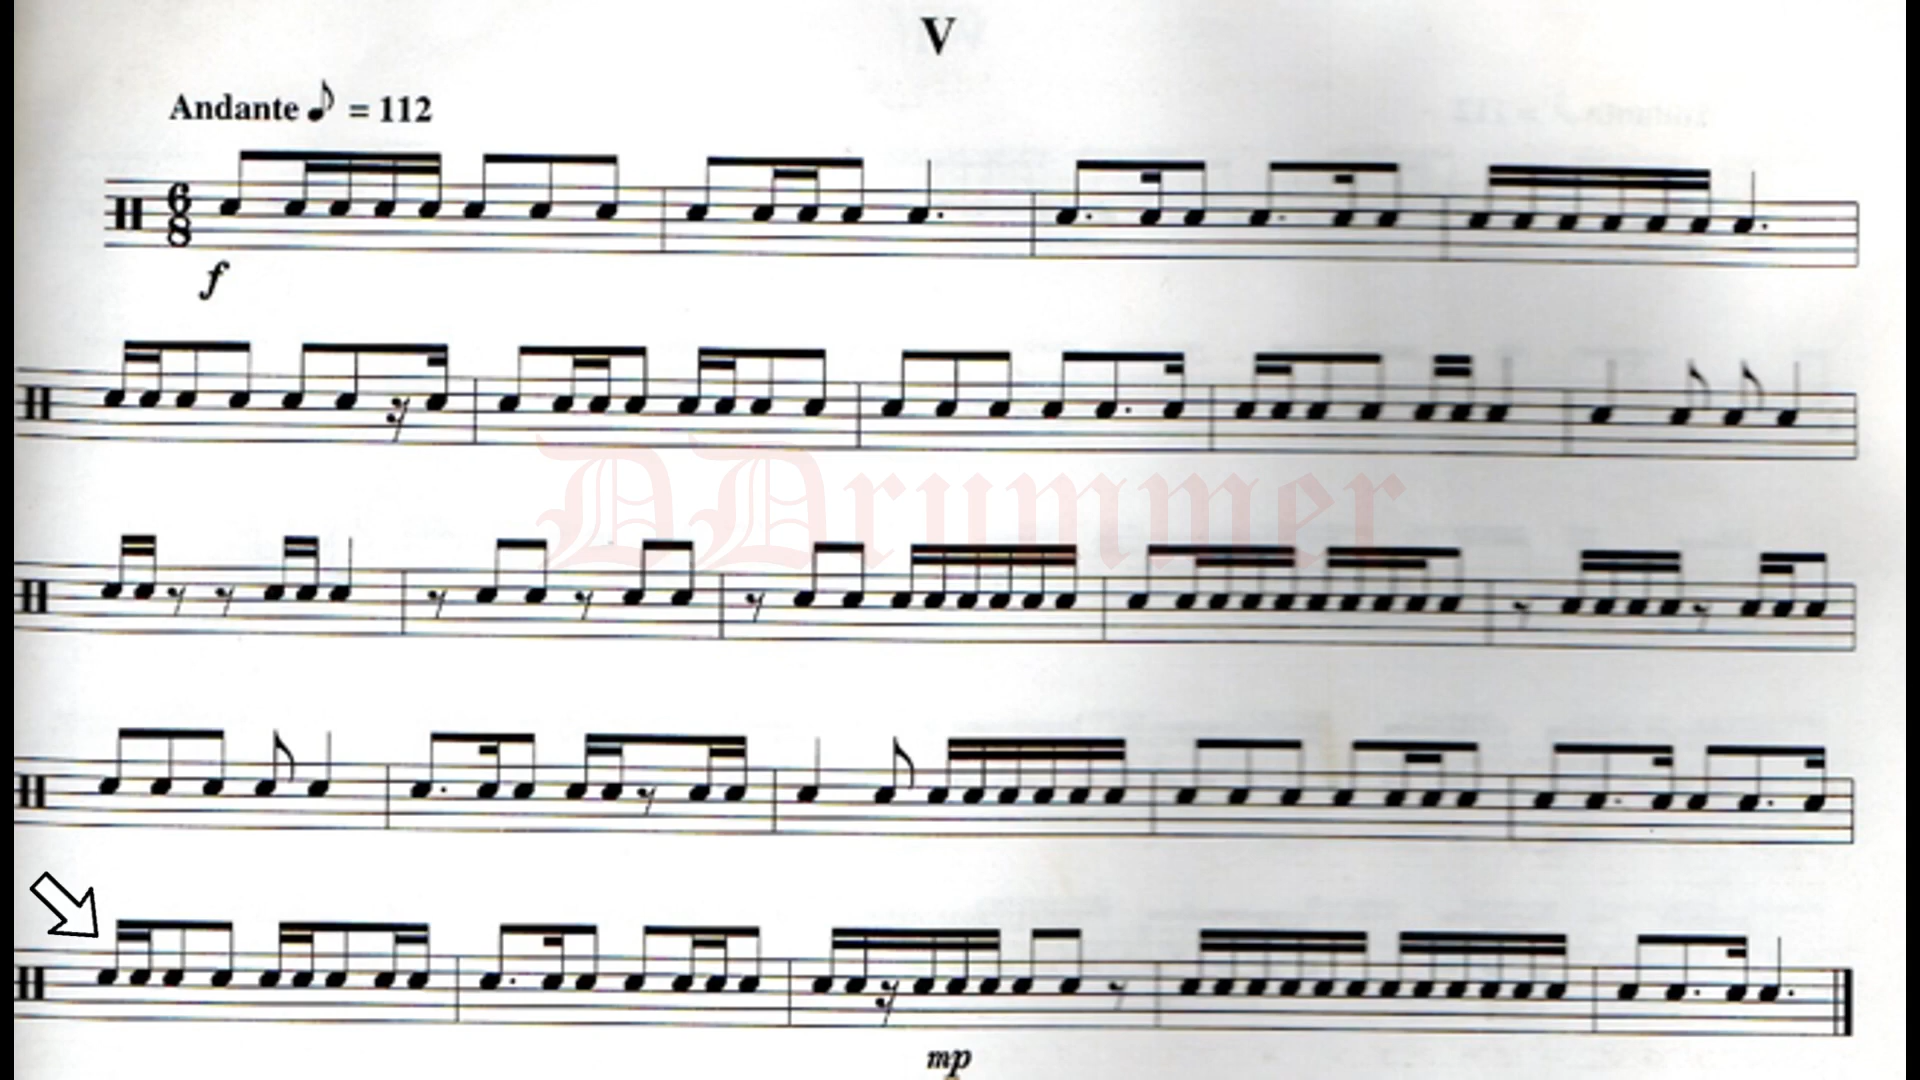 V
Andante ♪ = 112
6
8
f
DDrummer
mp